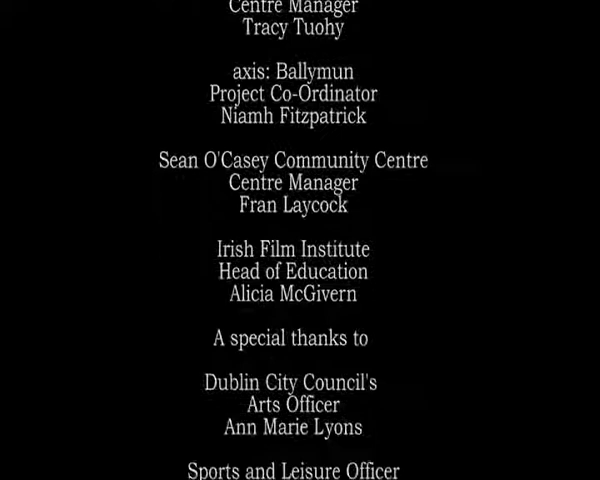 Centre Manager
Tracy Tuohy
axis: Ballymun
Project Co-Ordinator
Niamh Fitzpatrick
Sean O'Casey Community Centre
Centre Manager
Fran Laycock
Irish Film Institute
Head of Education
Alicia McGivern
A special thanks to
Dublin City Council's
Arts Officer
Ann Marie Lyons
Sports and Leisure Officer